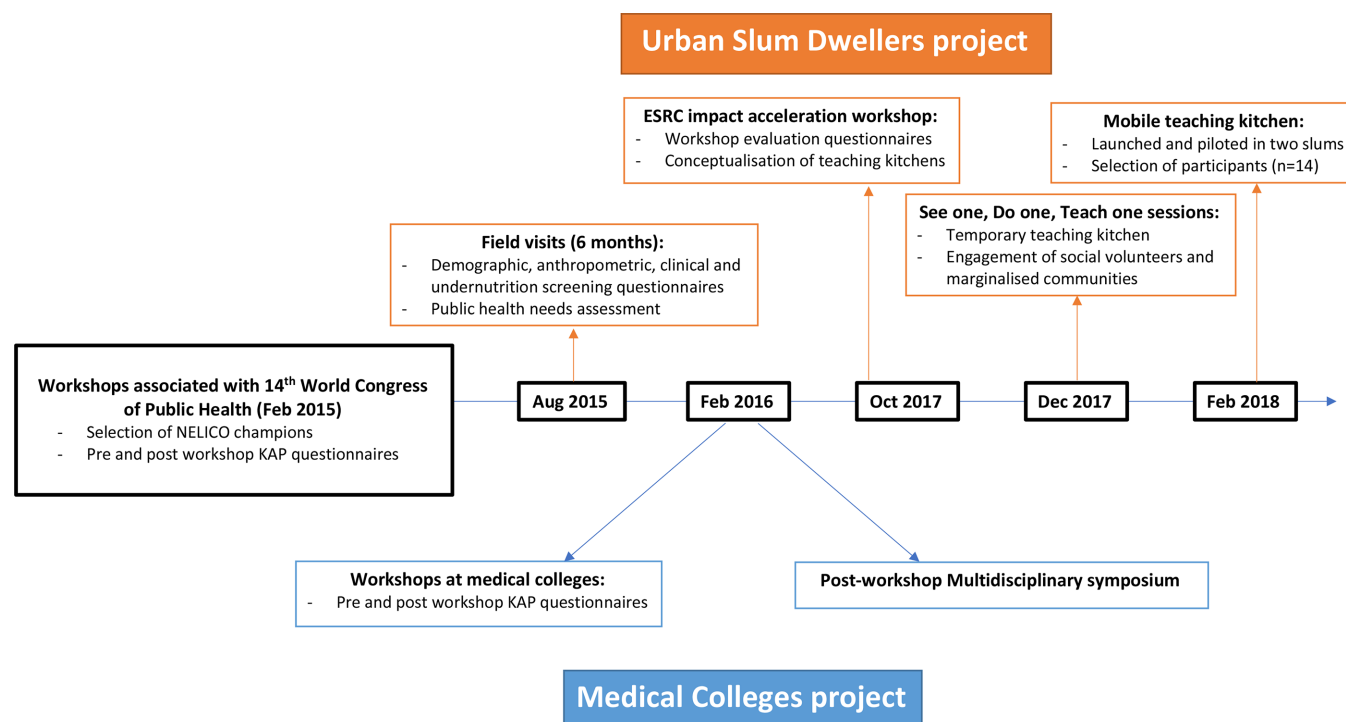 Urban Slum Dwellers project
ESRC impact acceleration workshop:
- Workshop evaluation questionnaires
- Conceptualisation of teaching kitchens
Mobile teaching kitchen:
- Launched and piloted in two slums
- Selection of participants (n=14)
See one, Do one, Teach one sessions:
- Temporary teaching kitchen
- Engagement of social volunteers and
marginalised communities
Field visits (6 months):
- Demographic, anthropometric, clinical and
undernutrition screening questionnaires
- Public health needs assessment
Workshops associated with 14th World Congress
of Public Health (Feb 2015)
- Selection of NELICO champions
- Pre and post workshop KAP questionnaires
Aug 2015
Feb 2016
Oct 2017
Dec 2017
Feb 2018
Workshops at medical colleges:
- Pre and post workshop KAP questionnaires
Post-workshop Multidisciplinary symposium
Medical Colleges project